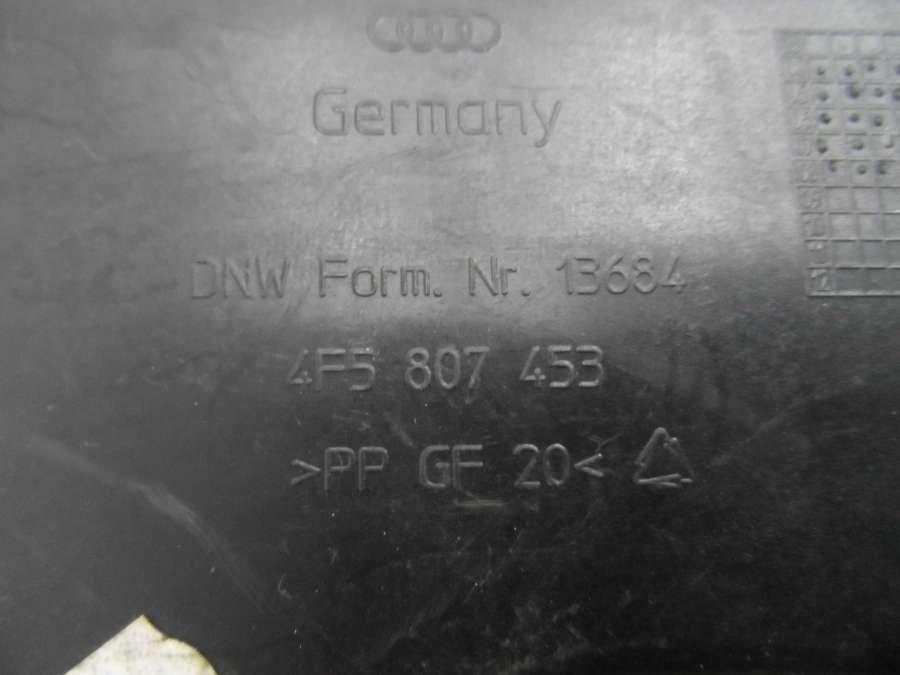 Germany
DNW Form. Nr. 13684
4F5 807 453
>PP GF 20<